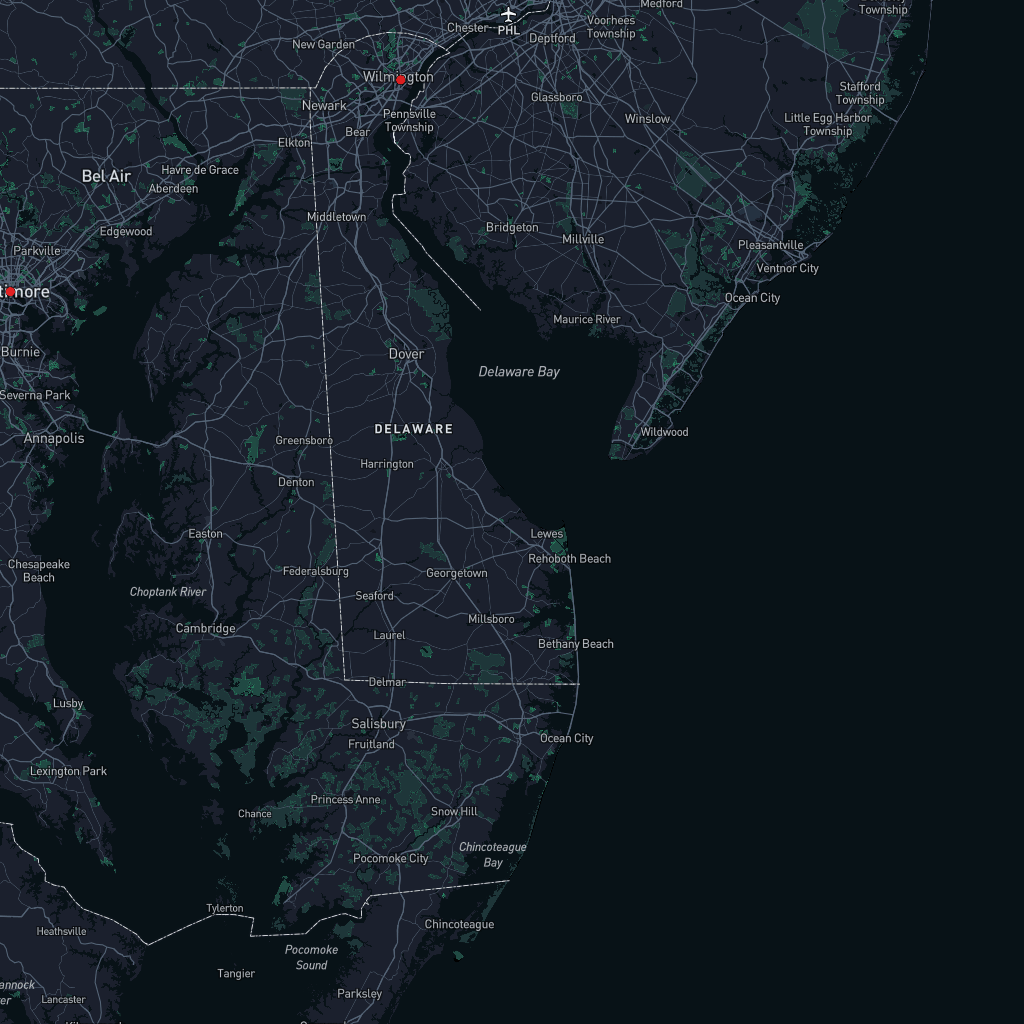 Medford
Township
Voorhees
Township
Chester
PHL
Deptford
New Garden
Wilmington
Stafford
Township
Newark
Glassboro
Pennsville
Township
Winslow
Little Egg Harbor
Township
Bear
Elkton
Havre de Grace
Bel Air
Aberdeen
Middletown
Bridgeton
Edgewood
Millville
Pleasantville
Parkville
Ventnor City
timore
Ocean City
Maurice River
Burnie
Dover
Delaware Bay
Severna Park
DELAWARE
Wildwood
Annapolis
Greensboro
Harrington
Denton
Easton
Lewes
Rehoboth Beach
Chesapeake
Beach
Federalsburg
Georgetown
Choptank River
Seaford
Millsboro
Cambridge
Laurel
Bethany Beach
Delmar
Lusby
Salisbury
Ocean City
Fruitland
Lexington Park
Princess Anne
Chance
Snow Hill
Chincoteague
Bay
Pocomoke City
Tylerton
Chincoteague
Heathsville
Pocomoke
Sound
Tangier
annock
er
Parksley
Lancaster